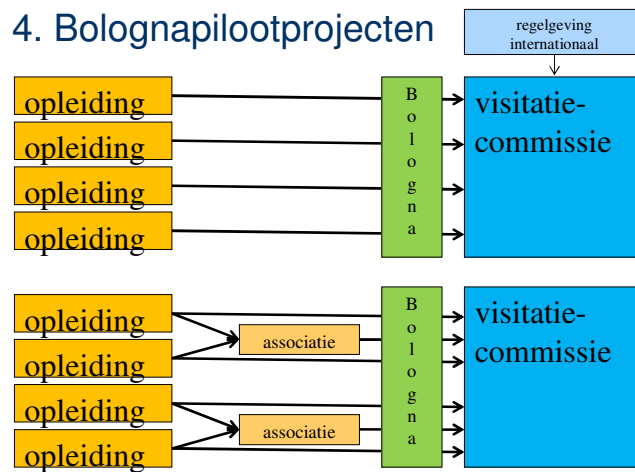 4. Bolognapilootprojecten
regelgeving
internationaal
opleiding
opleiding
opleiding
opleiding
B
o
l
o
g
n
a
visitatie-
commissie
opleiding
opleiding
opleiding
opleiding
associatie
associatie
B
o
l
o
g
n
a
visitatie-
commissie